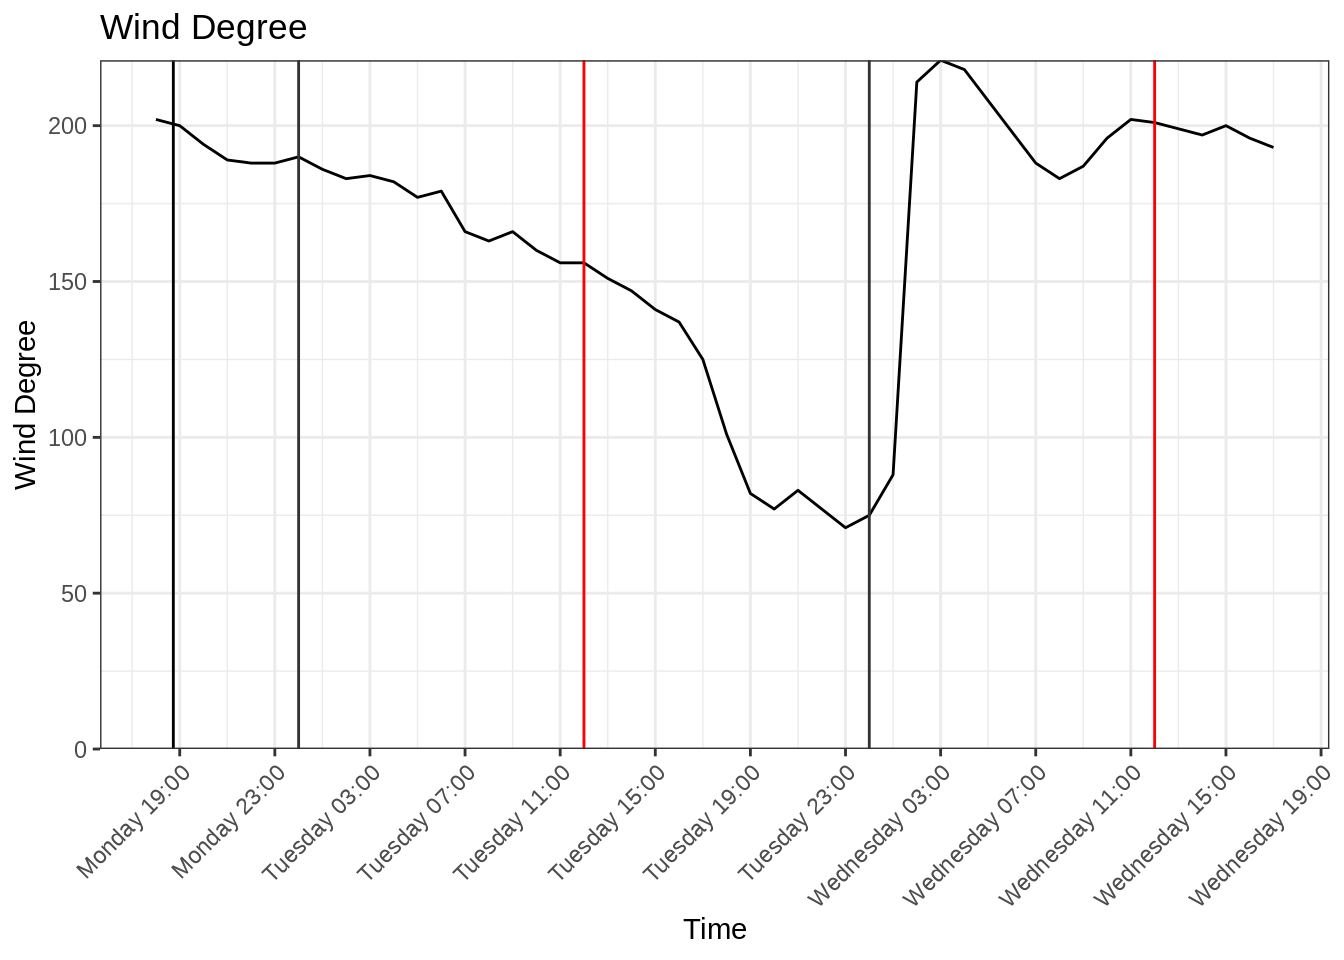 Wind Degree
Wind Degree
200
150
100
50
0
Monday 19:00
Monday 23:00
Tuesday 03:00
Tuesday 07:00
Tuesday 11:00
Tuesday 15:00
Tuesday 19:00
Tuesday 23:00
Wednesday 03:00
Wednesday 07:00
Wednesday 11:00
Wednesday 15:00
Wednesday 19:00
Time